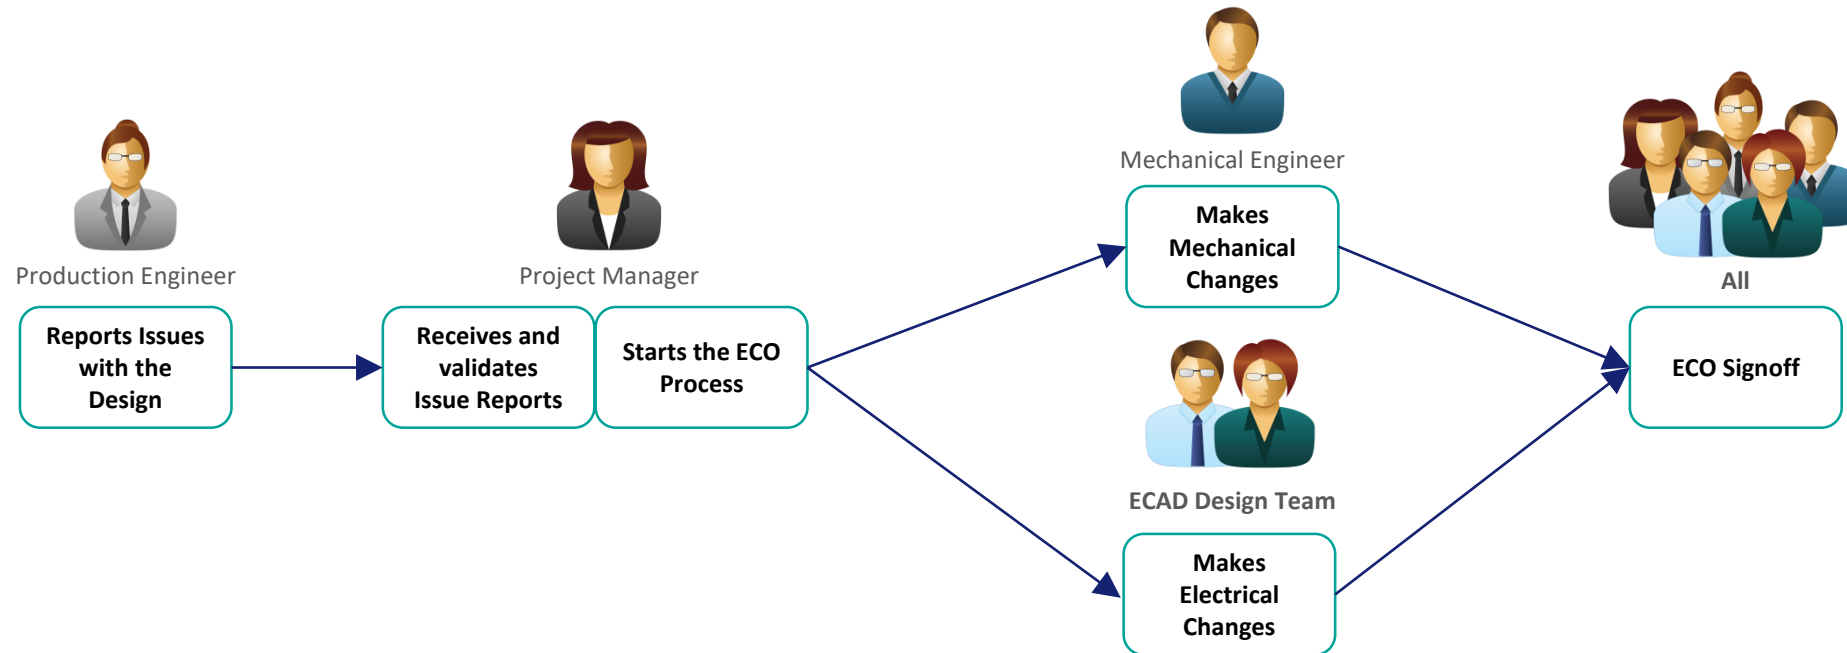 Production Engineer
Reports Issues
with the
Design
Project Manager
Receives and
validates
Issue Reports
Starts the ECO
Process
Mechanical Engineer
Makes
Mechanical
Changes
ECAD Design Team
Makes
Electrical
Changes
All
ECO Signoff